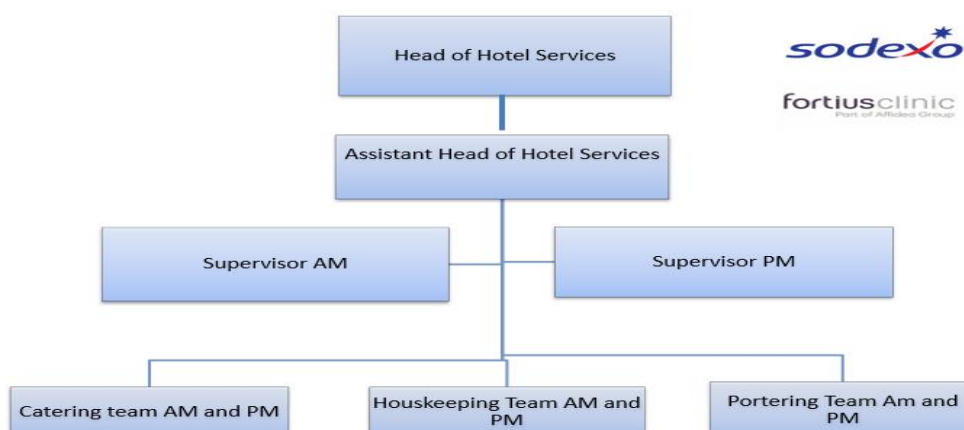 Head of Hotel Services
sodexo
fortiusclinic
Part of Affidea Group
Assistant Head of Hotel Services
Supervisor AM
Supervisor PM
Catering team AM and PM
Houskeeping Team AM and
PM
Portering Team Am and
PM